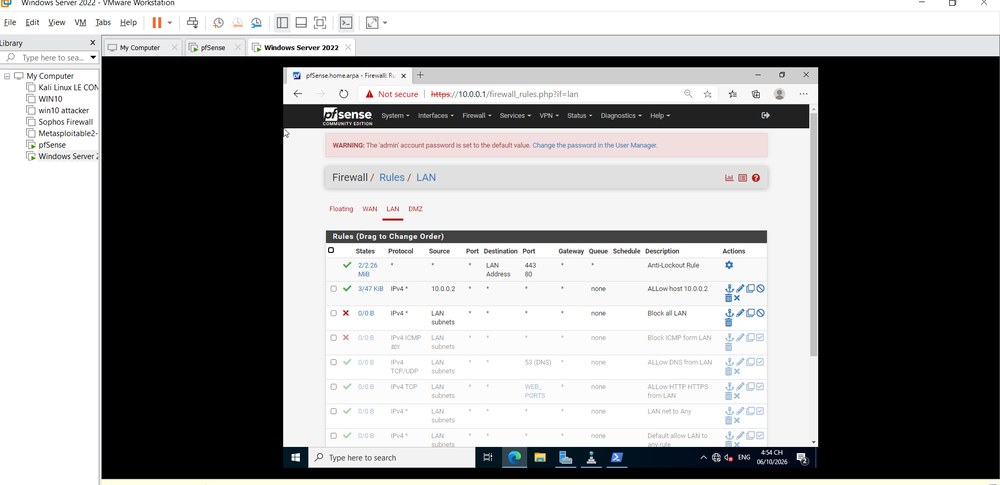 Windows Server 2022 - VMware Workstation
File Edit View VM Tabs Help
Library
Type here to sea...
My Computer
Kali Linux LE CON
WIN10
win10 attacker
Sophos Firewall
Metasploitable2-
pfSense
Windows Server 2
My Computer pfSense Windows Server 2022
pfSense.home.arpa - Firewall: Ru
Not secure https://10.0.0.1/firewall_rules.php?if=lan
pfsense COMMUNITY EDITION
System Interfaces Firewall Services VPN Status Diagnostics Help
WARNING: The 'admin' account password is set to the default value. Change the password in the User Manager.
Firewall / Rules / LAN
Floating WAN LAN DMZ
Rules (Drag to Change Order)
States Protocol Source Port Destination Port Gateway Queue Schedule Description Actions
2/2.26 MiB * * * LAN Address 443 80 * * Anti-Lockout Rule
3/47 KiB IPv4 * 10.0.0.2 * * * * none ALLow host 10.0.0.2
0/0 B IPv4 * LAN subnets * * * * none Block all LAN
0/0 B IPv4 ICMP any LAN subnets * * * * none Block ICMP form LAN
0/0 B IPv4 TCP/UDP LAN subnets * * 53 (DNS) * none ALLow DNS from LAN
0/0 B IPv4 TCP LAN subnets * * WEB_PORTS * none ALLow HTTP HTTPS from LAN
0/0 B IPv4 * LAN subnets * * * * none LAN net to Any
0/0 B IPv4 * LAN subnets * * * * none Default allow LAN to any rule
Type here to search
ENG
4:54 CH
06/10/2026
2